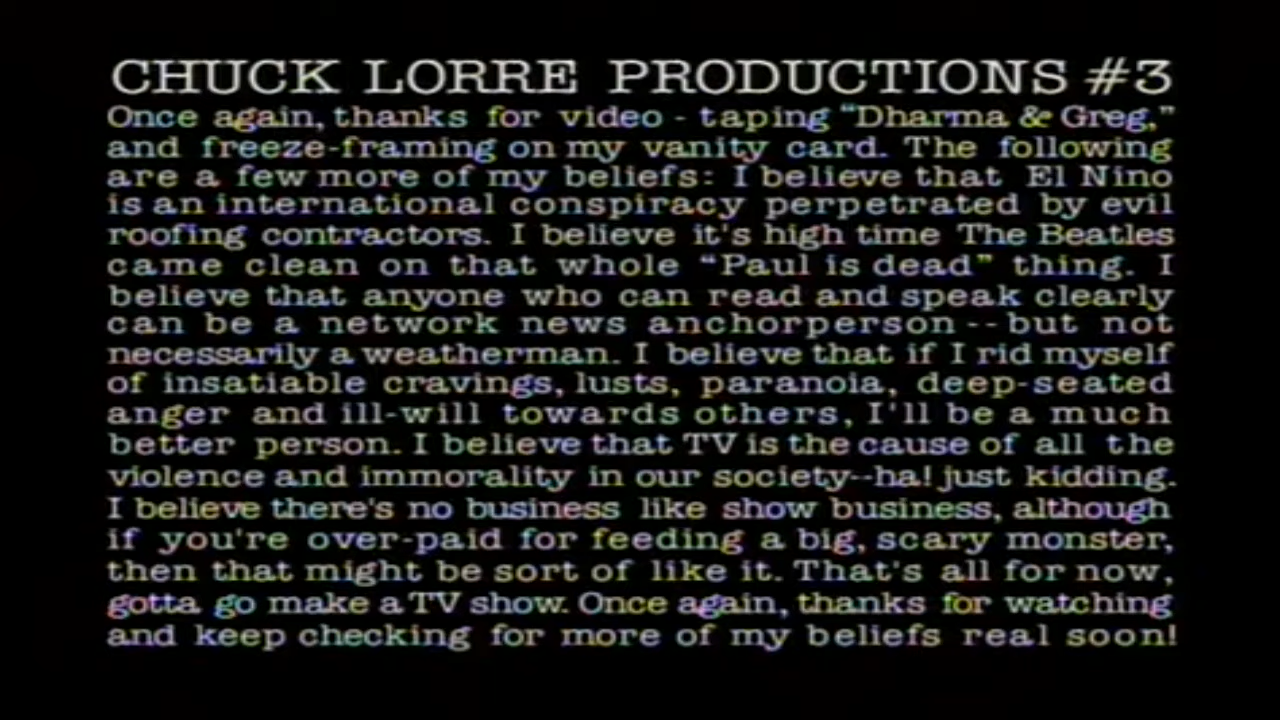 CHUCK LORRE PRODUCTIONS #3
Once again, thanks for video - taping “Dharma & Greg,”
and freeze-framing on my vanity card. The following
are a few more of my beliefs: I believe that El Nino
is an international conspiracy perpetrated by evil
roofing contractors. I believe it's high time The Beatles
came clean on that whole “Paul is dead” thing. I
believe that anyone who can read and speak clearly
can be a network news anchorperson--but not
necessarily a weatherman. I believe that if I rid myself
of insatiable cravings, lusts, paranoia, deep-seated
anger and ill-will towards others, I'll be a much
better person. I believe that TV is the cause of all the
violence and immorality in our society--ha! just kidding.
I believe there's no business like show business, although
if you're over-paid for feeding a big, scary monster,
then that might be sort of like it. That's all for now,
gotta go make a TV show. Once again, thanks for watching
and keep checking for more of my beliefs real soon!